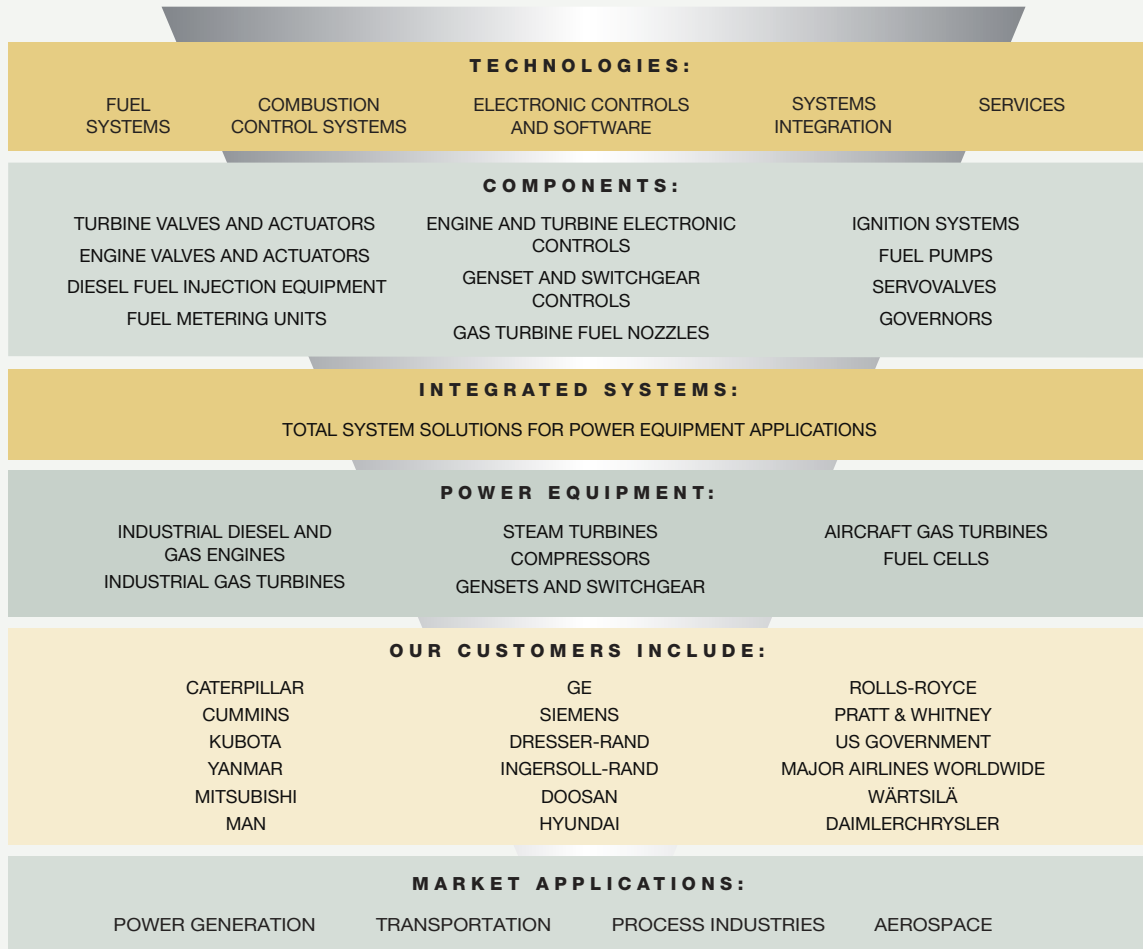 TECHNOLOGIES:
FUEL
SYSTEMS
COMBUSTION
CONTROL SYSTEMS
ELECTRONIC CONTROLS
AND SOFTWARE
SYSTEMS
INTEGRATION
SERVICES
COMPONENTS:
TURBINE VALVES AND ACTUATORS
ENGINE VALVES AND ACTUATORS
DIESEL FUEL INJECTION EQUIPMENT
FUEL METERING UNITS
ENGINE AND TURBINE ELECTRONIC
CONTROLS
GENSET AND SWITCHGEAR
CONTROLS
GAS TURBINE FUEL NOZZLES
IGNITION SYSTEMS
FUEL PUMPS
SERVOVALVES
GOVERNORS
INTEGRATED SYSTEMS:
TOTAL SYSTEM SOLUTIONS FOR POWER EQUIPMENT APPLICATIONS
POWER EQUIPMENT:
INDUSTRIAL DIESEL AND
GAS ENGINES
INDUSTRIAL GAS TURBINES
STEAM TURBINES
COMPRESSORS
GENSETS AND SWITCHGEAR
AIRCRAFT GAS TURBINES
FUEL CELLS
OUR CUSTOMERS INCLUDE:
CATERPILLAR
CUMMINS
KUBOTA
YANMAR
MITSUBISHI
MAN
GE
SIEMENS
DRESSER-RAND
INGERSOLL-RAND
DOOSAN
HYUNDAI
ROLLS-ROYCE
PRATT & WHITNEY
US GOVERNMENT
MAJOR AIRLINES WORLDWIDE
WÄRTSILÄ
DAIMLERCHRYSLER
MARKET APPLICATIONS:
POWER GENERATION
TRANSPORTATION
PROCESS INDUSTRIES
AEROSPACE